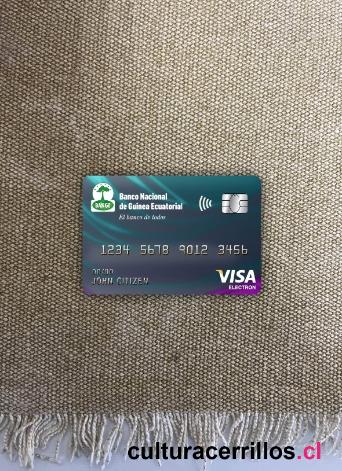 BANGE
Banco Nacional
de Guinea Ecuatorial
El banco de todos
1234 5678 9012 3456
00/00
JOHN CITIZEN
VISA
ELECTRON
culturacerrillos.cl